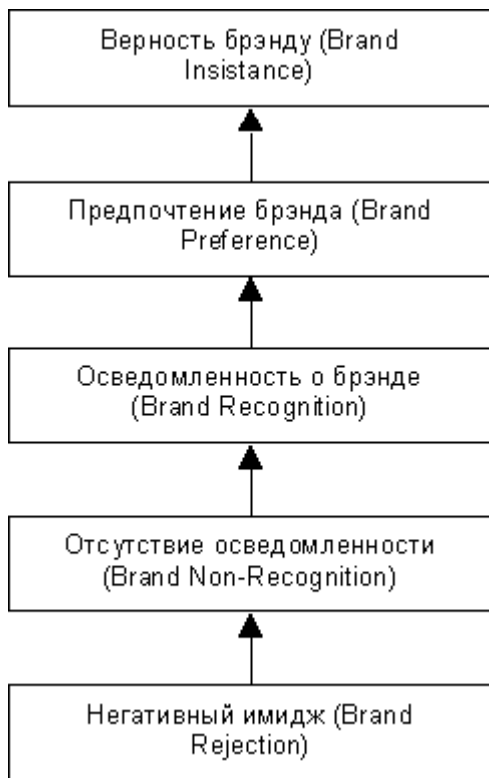 Верность брэнду (Brand
Insistance)
Предпочтение брэнда (Brand
Preference)
Осведомленность о брэнде
(Brand Recognition)
Отсутствие осведомленности
(Brand Non-Recognition)
Негативный имидж (Brand
Rejection)